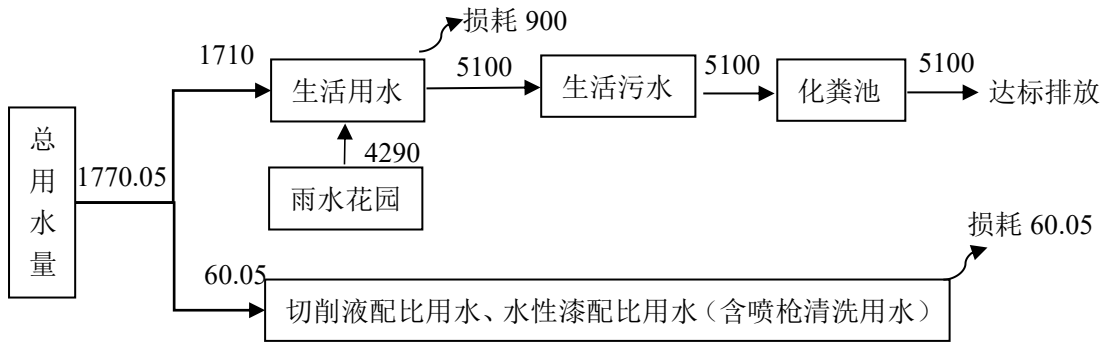 损耗 900
1710
生活用水
5100
生活污水
5100
化粪池
5100
达标排放
总用水量
1770.05
4290
雨水花园
损耗 60.05
60.05
切削液配比用水、水性漆配比用水（含喷枪清洗用水）